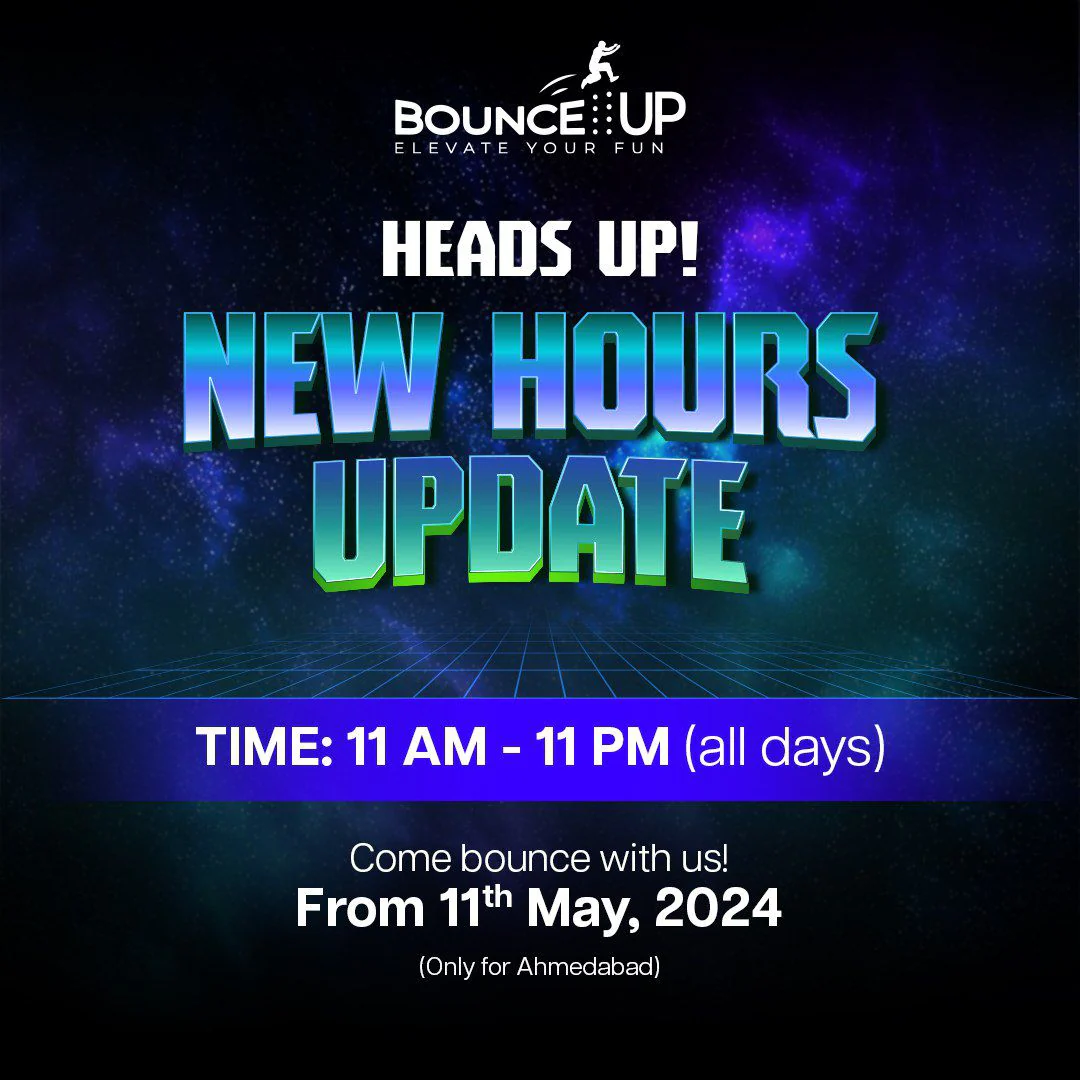 BOUNCE UP
ELEVATE YOUR FUN
HEADS UP!
NEW HOURS
UPDATE
TIME: 11 AM - 11 PM (all days)
Come bounce with us!
From 11th May, 2024
(Only for Ahmedabad)